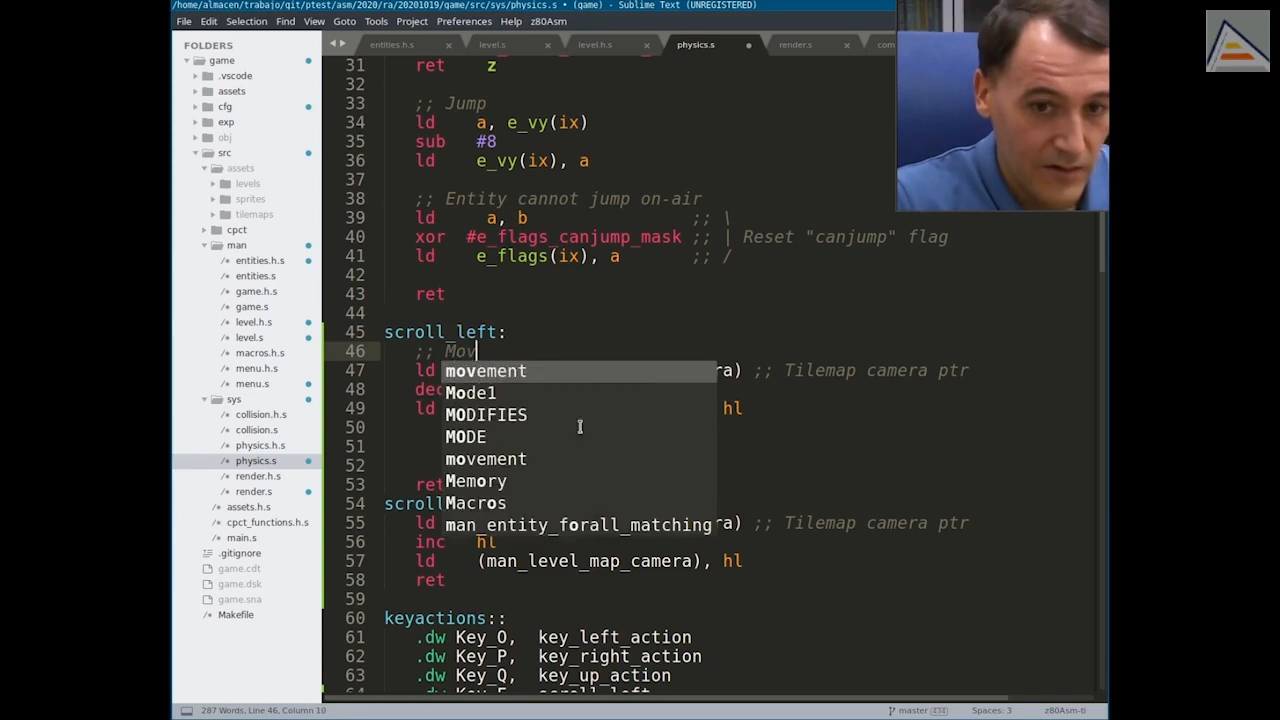 /home/almacen/trabajo/git/ptest/asm/2020/ra/20201019/game/src/sys/physics.s • (game) - Sublime Text (UNREGISTERED)
File Edit Selection Find View Goto Tools Project Preferences Help z80Asm
FOLDERS
game
.vscode
assets
cfg
exp
obj
src
assets
levels
sprites
tilemaps
cpct
man
entities.h.s
entities.s
game.h.s
game.s
level.h.s
level.s
macros.h.s
menu.h.s
menu.s
sys
collision.h.s
collision.s
physics.h.s
physics.s
render.h.s
render.s
assets.h.s
cpct_functions.h.s
main.s
.gitignore
game.cdt
game.dsk
game.sna
Makefile
entities.h.s level.s level.h.s physics.s render.s com
31 ret z
32
33 ;; Jump
34 ld a, e_vy(ix)
35 sub #8
36 ld e_vy(ix), a
37
38 ;; Entity cannot jump on-air
39 ld a, b ;; \
40 xor #e_flags_canjump_mask ;; | Reset "canjump" flag
41 ld e_flags(ix), a ;; /
42
43 ret
44
45 scroll_left:
46 ;; Mov
47 ld ra) ;; Tilemap camera ptr
48 dec
49 ld hl
50
51
52
53 ret
54 scroll
55 ld ra) ;; Tilemap camera ptr
56 inc hl
57 ld (man_level_map_camera), hl
58 ret
59
60 keyactions::
61 .dw Key_O, key_left_action
62 .dw Key_P, key_right_action
63 .dw Key_Q, key_up_action
movement
Mode1
MODIFIES
MODE
movement
Memory
Macros
man_entity_forall_matching
287 Words, Line 46, Column 10 master 434 Spaces: 3 z80Asm-ti